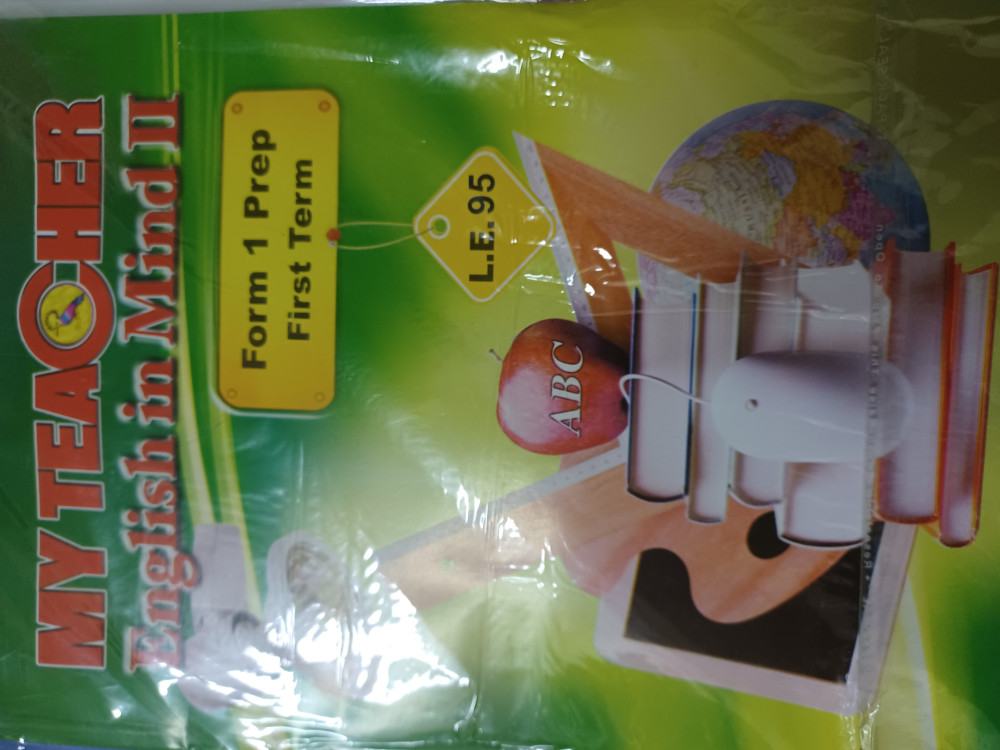 MY TEACHER
English in Mind II
Form 1 Prep
First Term
L.E. 95
ABC